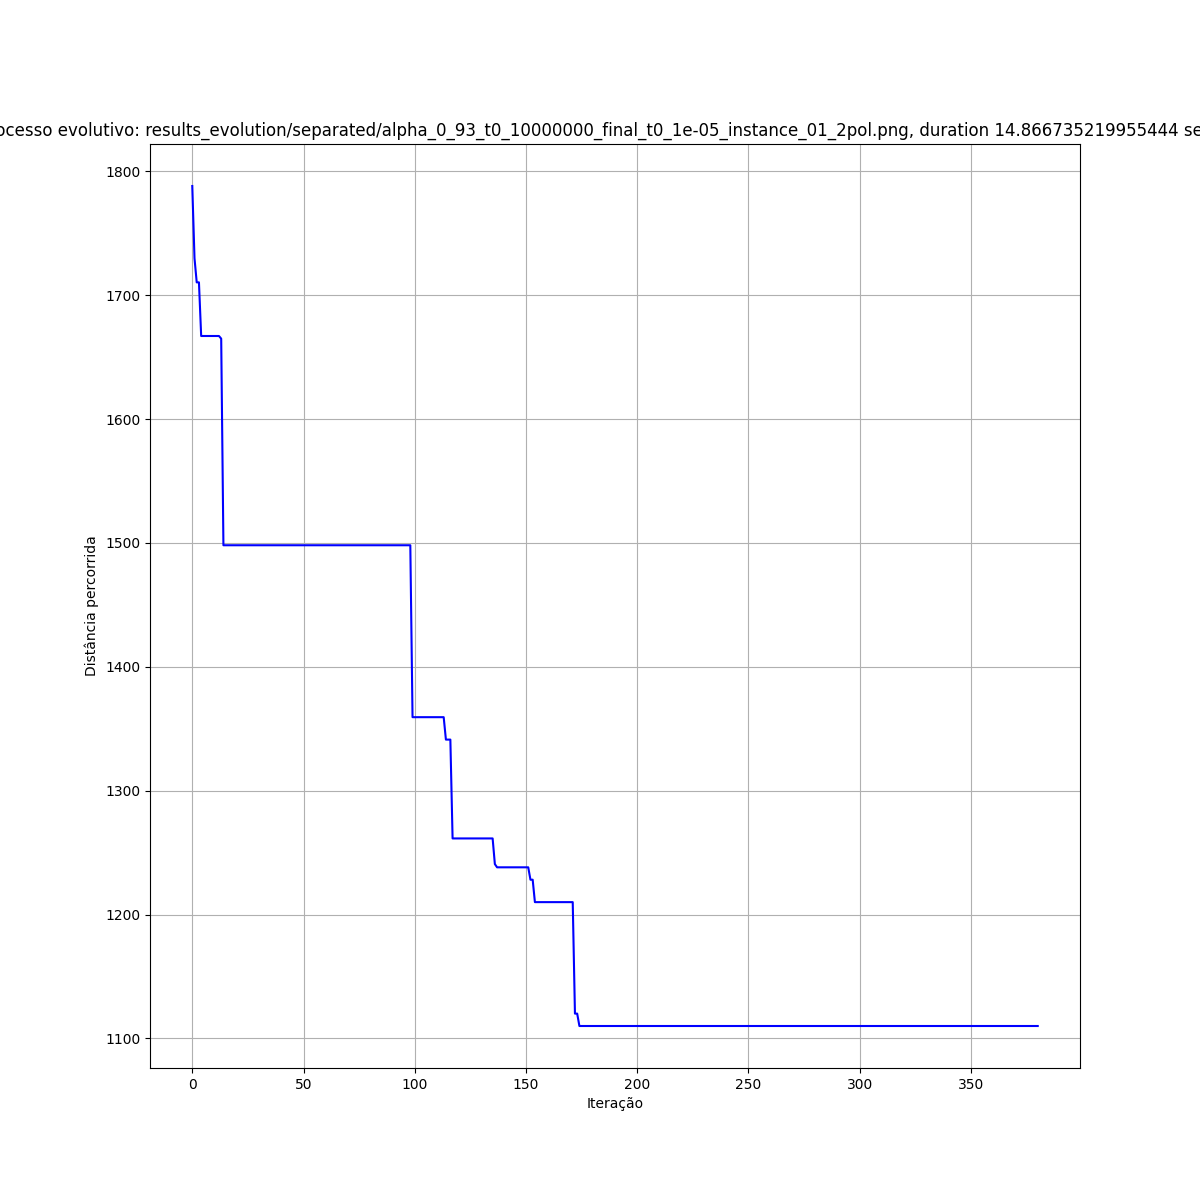 ocesso evolutivo: results_evolution/separated/alpha_0_93_t0_10000000_final_t0_1e-05_instance_01_2pol.png, duration 14.866735219955444 se
1800
1700
1600
1500
1400
1300
1200
1100
Distância percorrida
0 50 100 150 200 250 300 350
Iteração